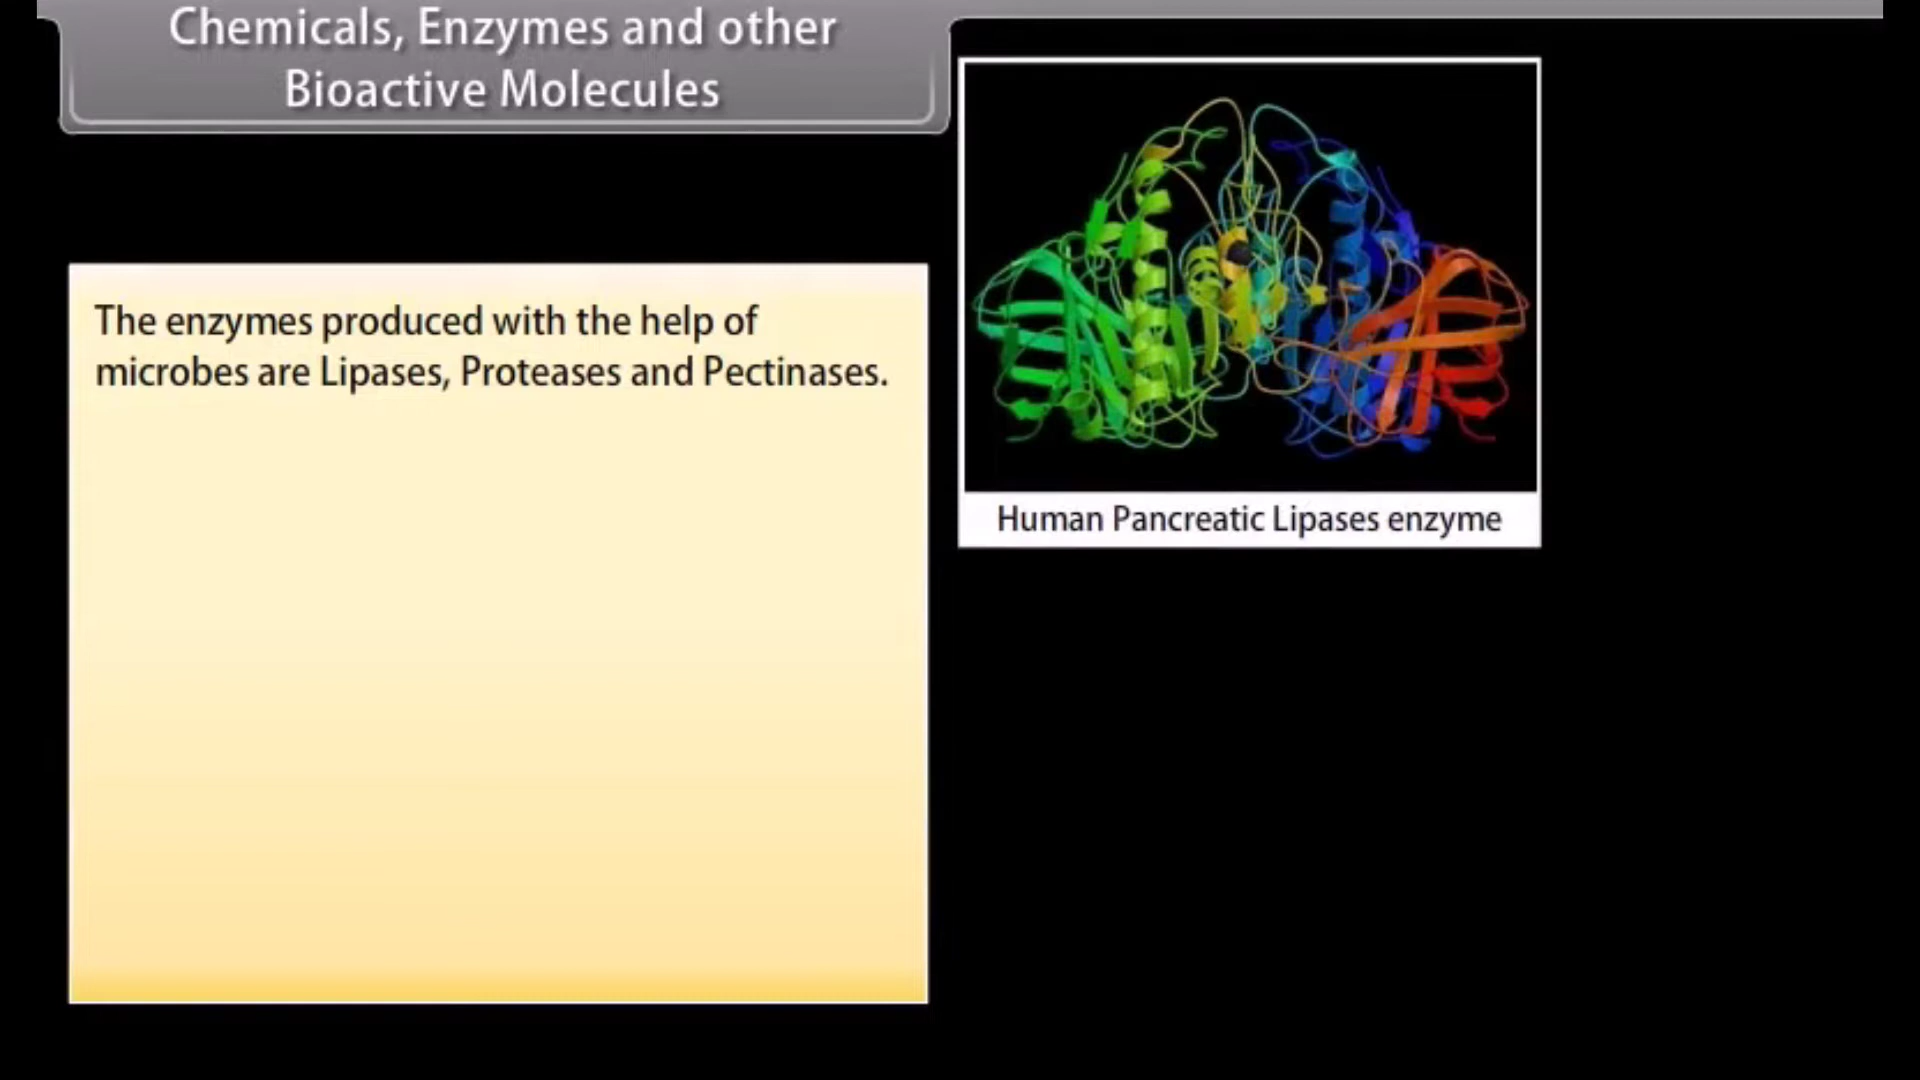 Chemicals, Enzymes and other
Bioactive Molecules
The enzymes produced with the help of
microbes are Lipases, Proteases and Pectinases.
Human Pancreatic Lipases enzyme